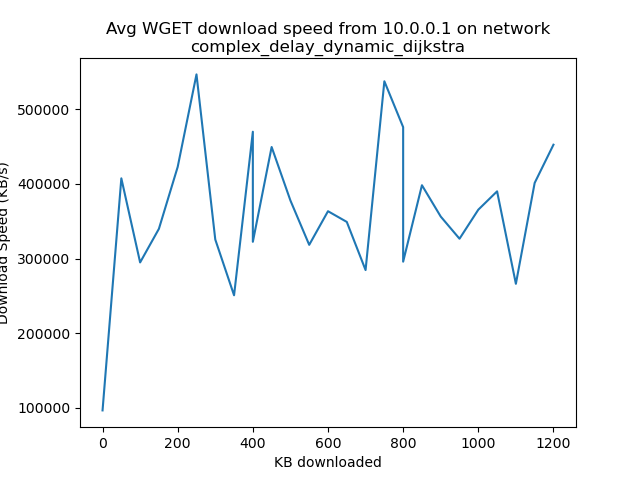 Avg WGET download speed from 10.0.0.1 on network
complex_delay_dynamic_dijkstra
Download Speed (KB/s)
500000
400000
300000
200000
100000
0 200 400 600 800 1000 1200
KB downloaded